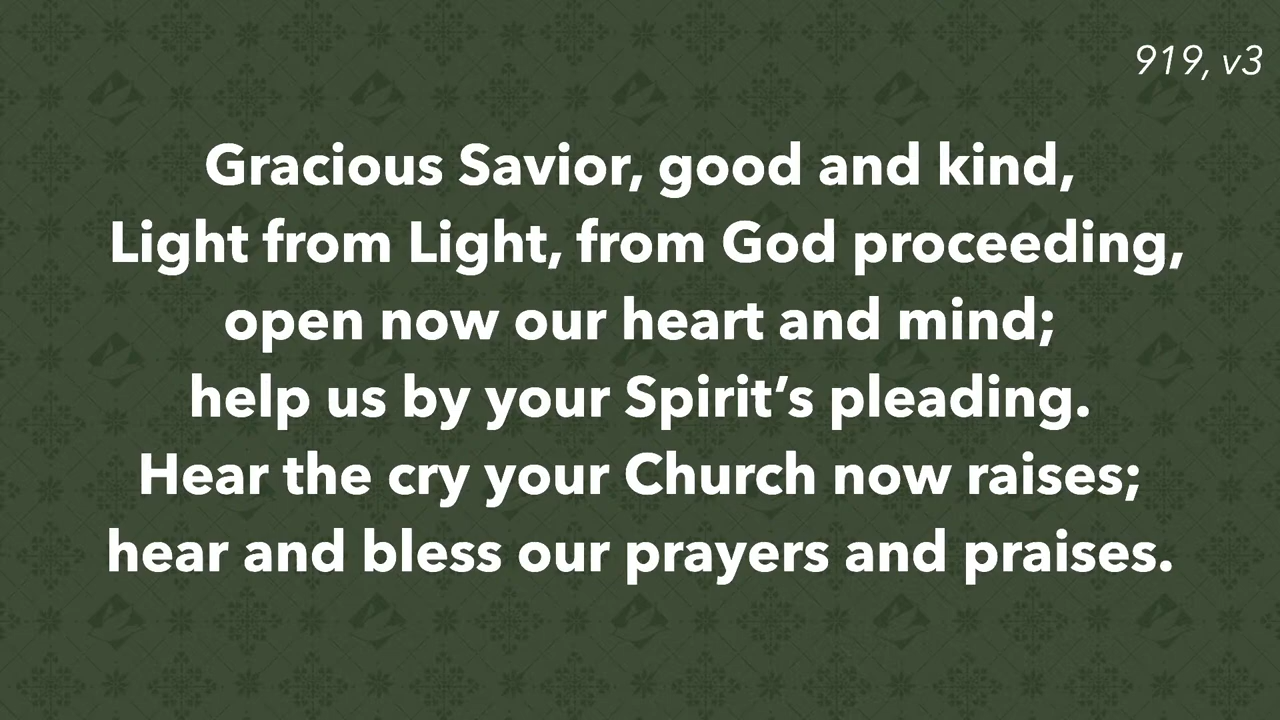 919, v3
Gracious Savior, good and kind,
Light from Light, from God proceeding,
open now our heart and mind;
help us by your Spirit’s pleading.
Hear the cry your Church now raises;
hear and bless our prayers and praises.